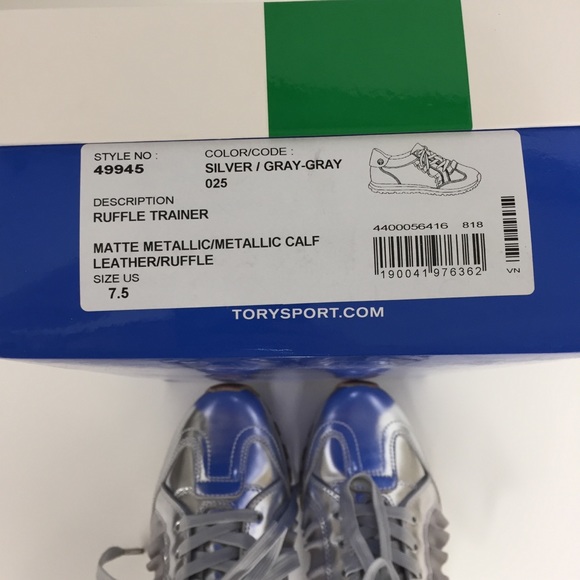 STYLE NO : COLOR/CODE :
49945 SILVER / GRAY-GRAY
025
DESCRIPTION
RUFFLE TRAINER
4400056416 818
MATTE METALLIC/METALLIC CALF
LEATHER/RUFFLE
SIZE US
7.5
190041 976362
VN
TORYSPORT.COM